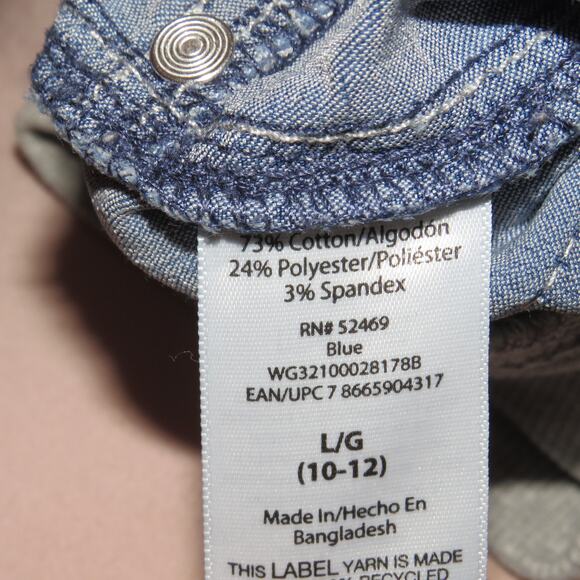 73% Cotton/Algodón
24% Polyester/Poliéster
3% Spandex
RN# 52469
Blue
WG32100028178B
EAN/UPC 7 8665904317
L/G
(10-12)
Made In/Hecho En
Bangladesh
THIS LABEL YARN IS MADE
RECYCLED